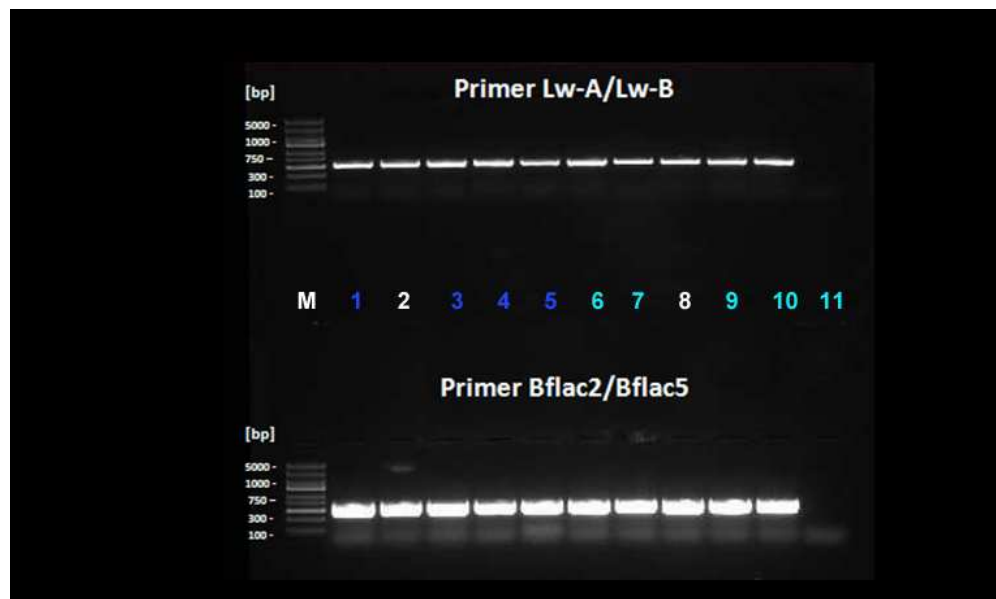 Primer Lw-A/Lw-B
[bp]
5000 -
1000 -
750 -
300 -
100 -
M 1 2 3 4 5 6 7 8 9 10 11
Primer Bflac2/Bflac5
[bp]
5000 -
1000 -
750 -
300 -
100 -